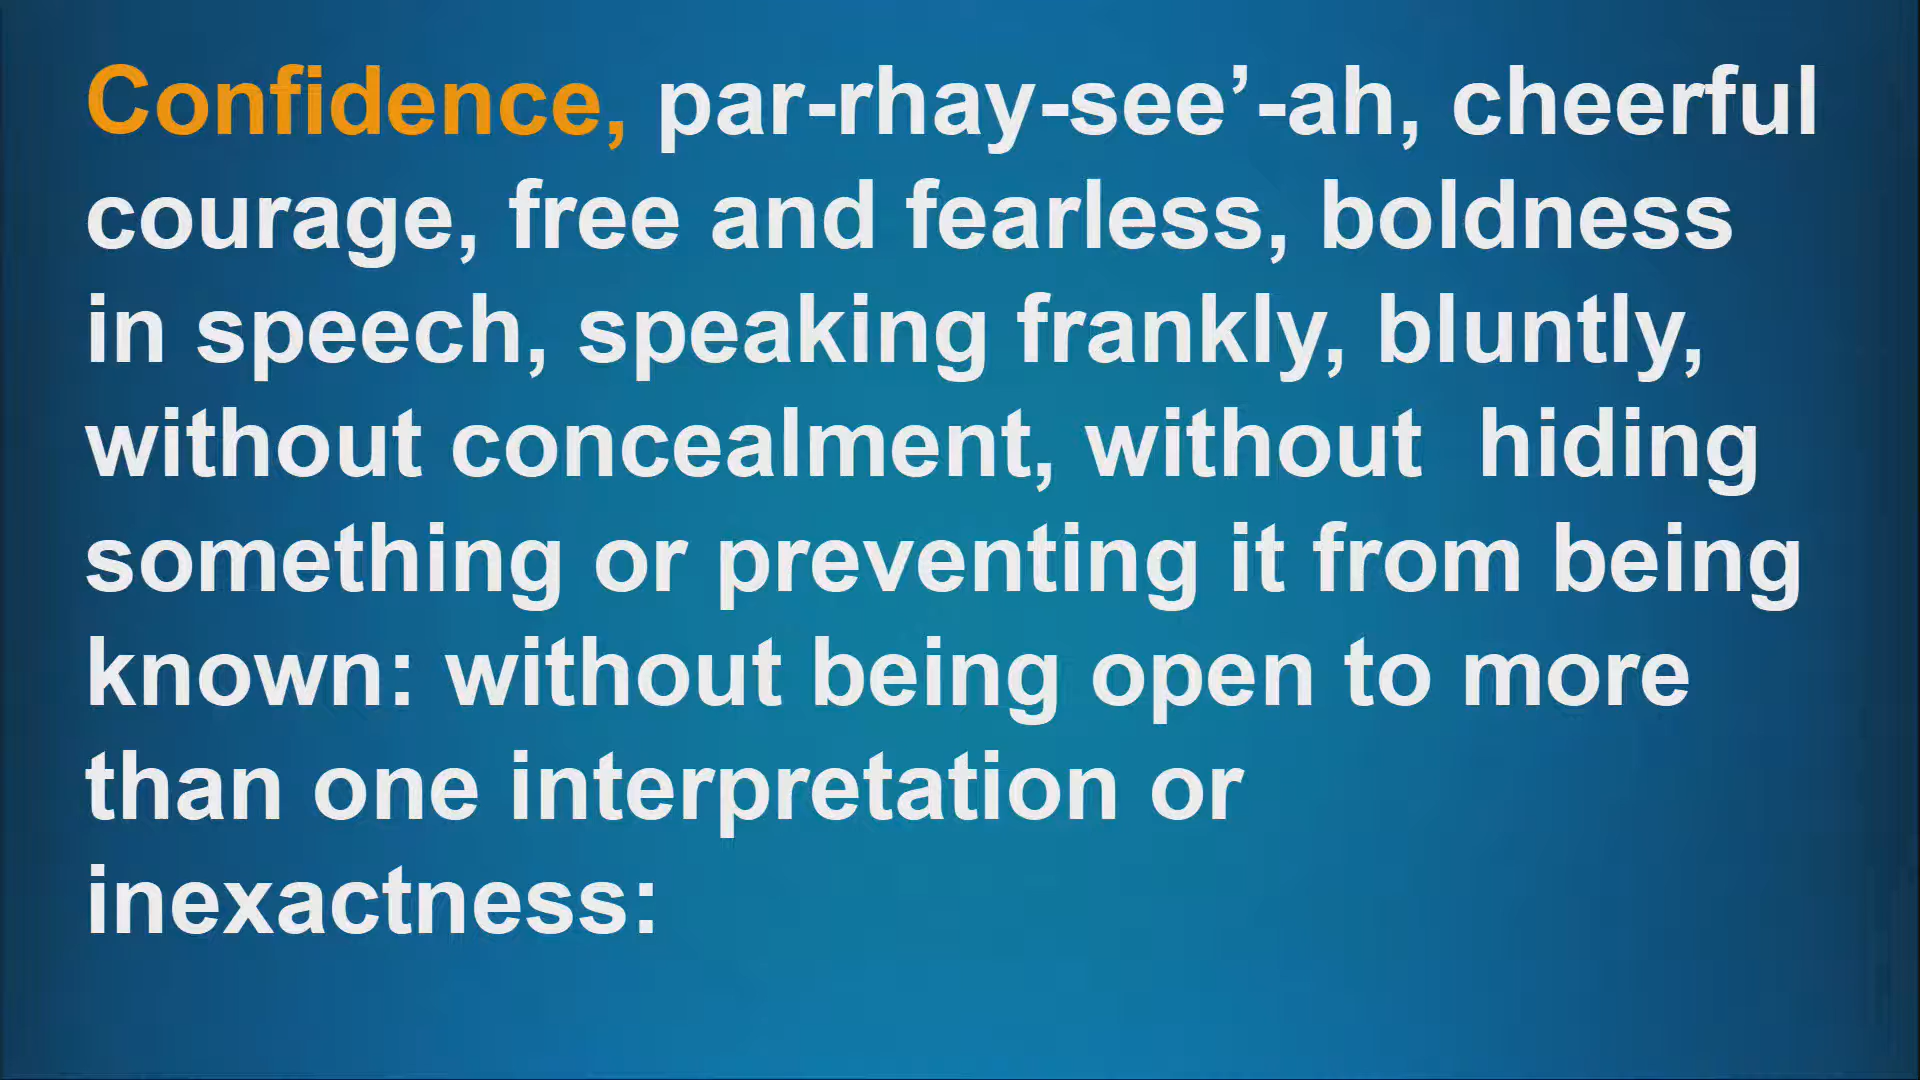 Confidence, par-rhay-see’-ah, cheerful
courage, free and fearless, boldness
in speech, speaking frankly, bluntly,
without concealment, without  hiding
something or preventing it from being
known: without being open to more
than one interpretation or
inexactness: